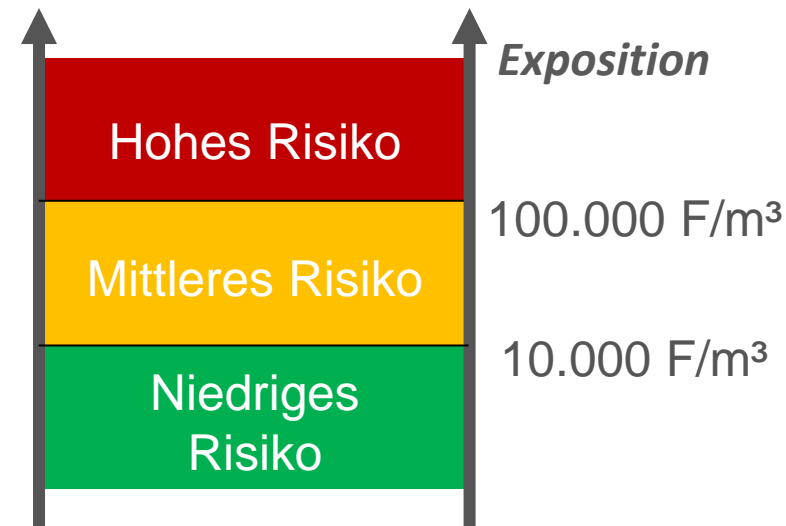 Exposition
Hohes Risiko
100.000 F/m³
Mittleres Risiko
10.000 F/m³
Niedriges
Risiko